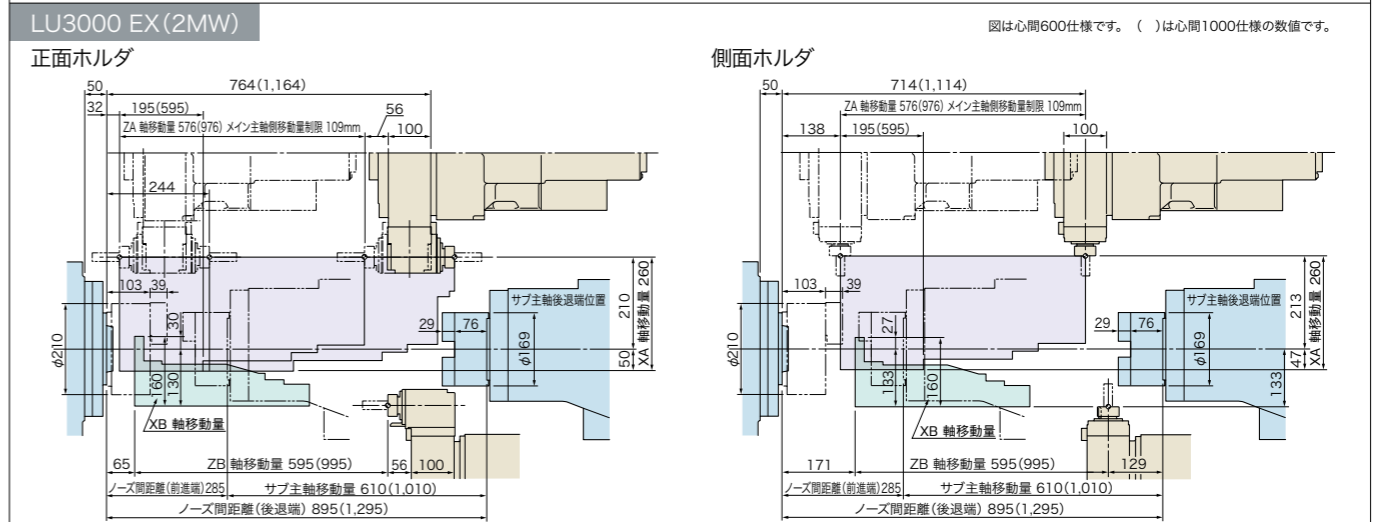 LU3000 EX(2MW)
図は心間600仕様です。（　）は心間1000仕様の数値です。
正面ホルダ
50
764(1,164)
32
195(595)
56
ZA 軸移動量 576(976) メイン主軸側移動量制限 109mm
100
244
103
39
30
サブ主軸後退端位置
210
XA 軸移動量 260
29
76
φ210
φ169
50
160
130
XB 軸移動量
65
ZB 軸移動量 595(995)
56
100
ノーズ間距離(前進端)285
サブ主軸移動量 610(1,010)
ノーズ間距離(後退端) 895(1,295)
側面ホルダ
50
714(1,114)
ZA 軸移動量 576(976) メイン主軸側移動量制限 109mm
138
195(595)
100
103
39
27
サブ主軸後退端位置
213
XA 軸移動量 260
29
76
φ210
φ169
47
133
160
133
XB 軸移動量
171
ZB 軸移動量 595(995)
129
ノーズ間距離(前進端)285
サブ主軸移動量 610(1,010)
ノーズ間距離(後退端) 895(1,295)